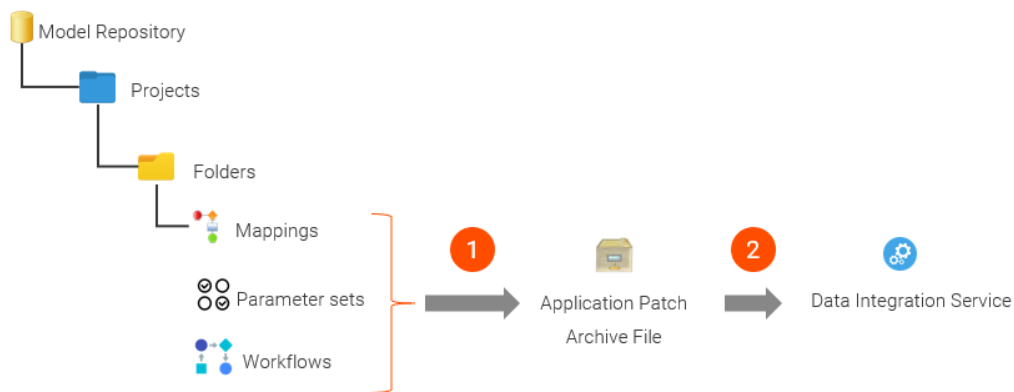 Model Repository
Projects
Folders
Mappings
Parameter sets
Workflows
1
Application Patch
Archive File
2
Data Integration Service